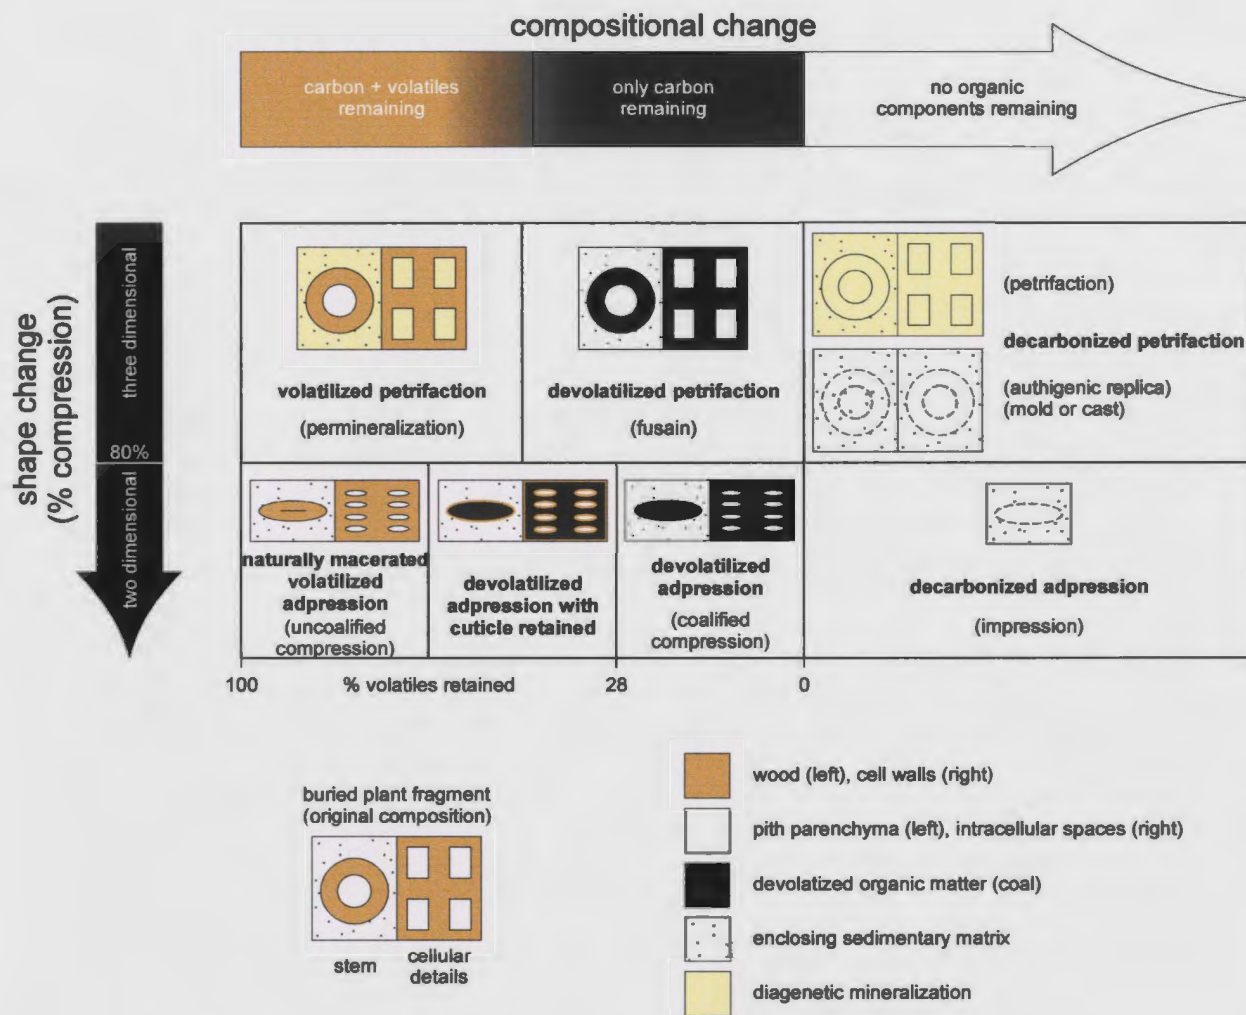 compositional change
carbon + volatiles
remaining
only carbon
remaining
no organic
components remaining
shape change
(% compression)
three dimensional
80%
two dimensional
volatilized petrifaction
(permineralization)
devolatilized petrifaction
(fusain)
(petrifaction)
decarbonized petrifaction
(authigenic replica)
(mold or cast)
naturally macerated
volatilized
adpression
(uncoalified
compression)
devolatilized
adpression with
cuticle retained
devolatilized
adpression
(coalified
compression)
decarbonized adpression
(impression)
100
% volatiles retained
28
0
buried plant fragment
(original composition)
stem
cellular
details
wood (left), cell walls (right)
pith parenchyma (left), intracellular spaces (right)
devolatized organic matter (coal)
enclosing sedimentary matrix
diagenetic mineralization